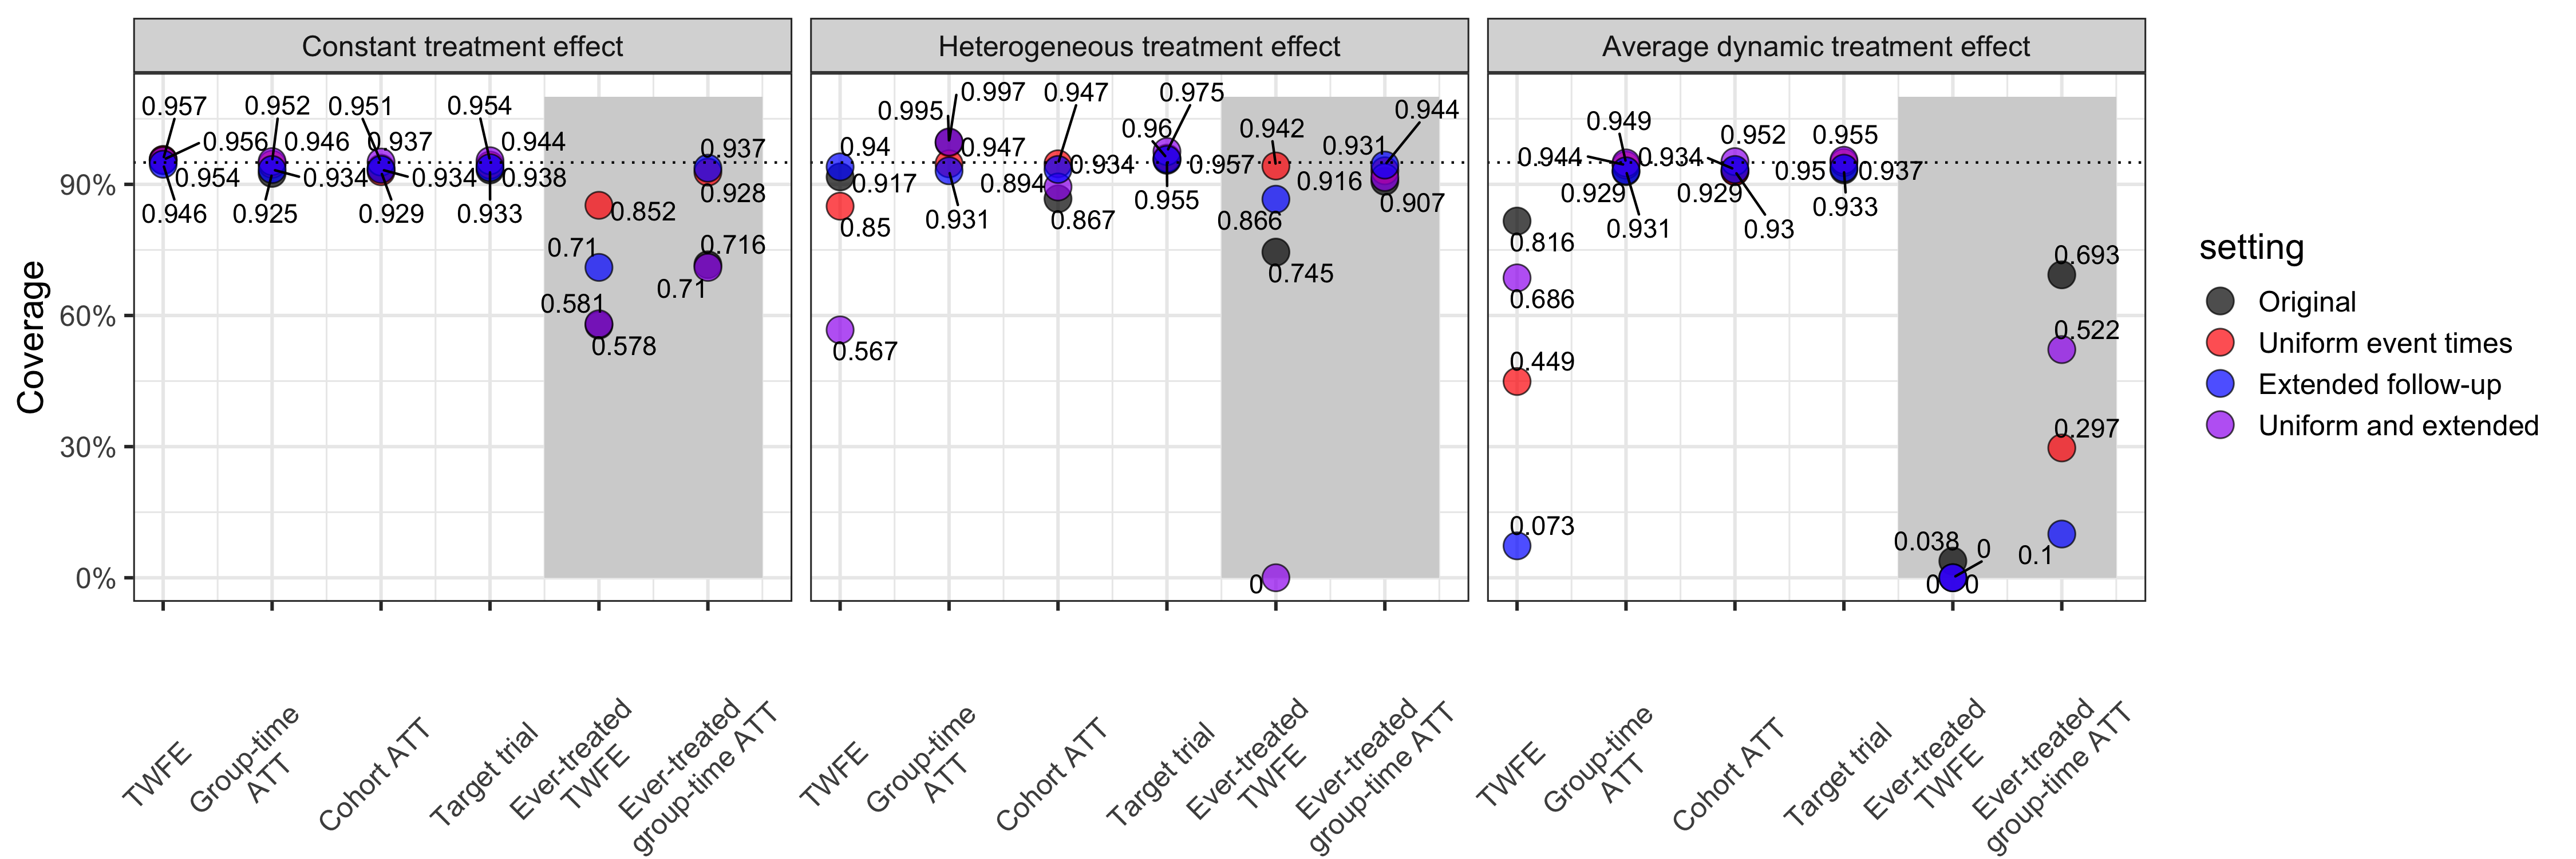 Constant treatment effect
Heterogeneous treatment effect
Average dynamic treatment effect
Coverage
90%
60%
30%
0%
0.957
0.952
0.951
0.954
0.956
0.946
0.937
0.944
0.937
0.954
0.934
0.934
0.938
0.928
0.946
0.925
0.929
0.933
0.852
0.71
0.716
0.581
0.71
0.578
0.997
0.947
0.975
0.995
0.944
0.94
0.947
0.96
0.942
0.931
0.934
0.957
0.917
0.894
0.916
0.955
0.907
0.85
0.931
0.867
0.866
0.745
0.567
0
0.949
0.952
0.955
0.944
0.934
0.95
0.937
0.929
0.929
0.933
0.931
0.93
0.816
0.693
0.686
0.522
0.449
0.297
0.073
0.038
0
0.1
0
0
TWFE
Group-time
ATT
Cohort ATT
Target trial
Ever-treated
TWFE
Ever-treated
group-time ATT
TWFE
Group-time
ATT
Cohort ATT
Target trial
Ever-treated
TWFE
Ever-treated
group-time ATT
TWFE
Group-time
ATT
Cohort ATT
Target trial
Ever-treated
TWFE
Ever-treated
group-time ATT
setting
Original
Uniform event times
Extended follow-up
Uniform and extended